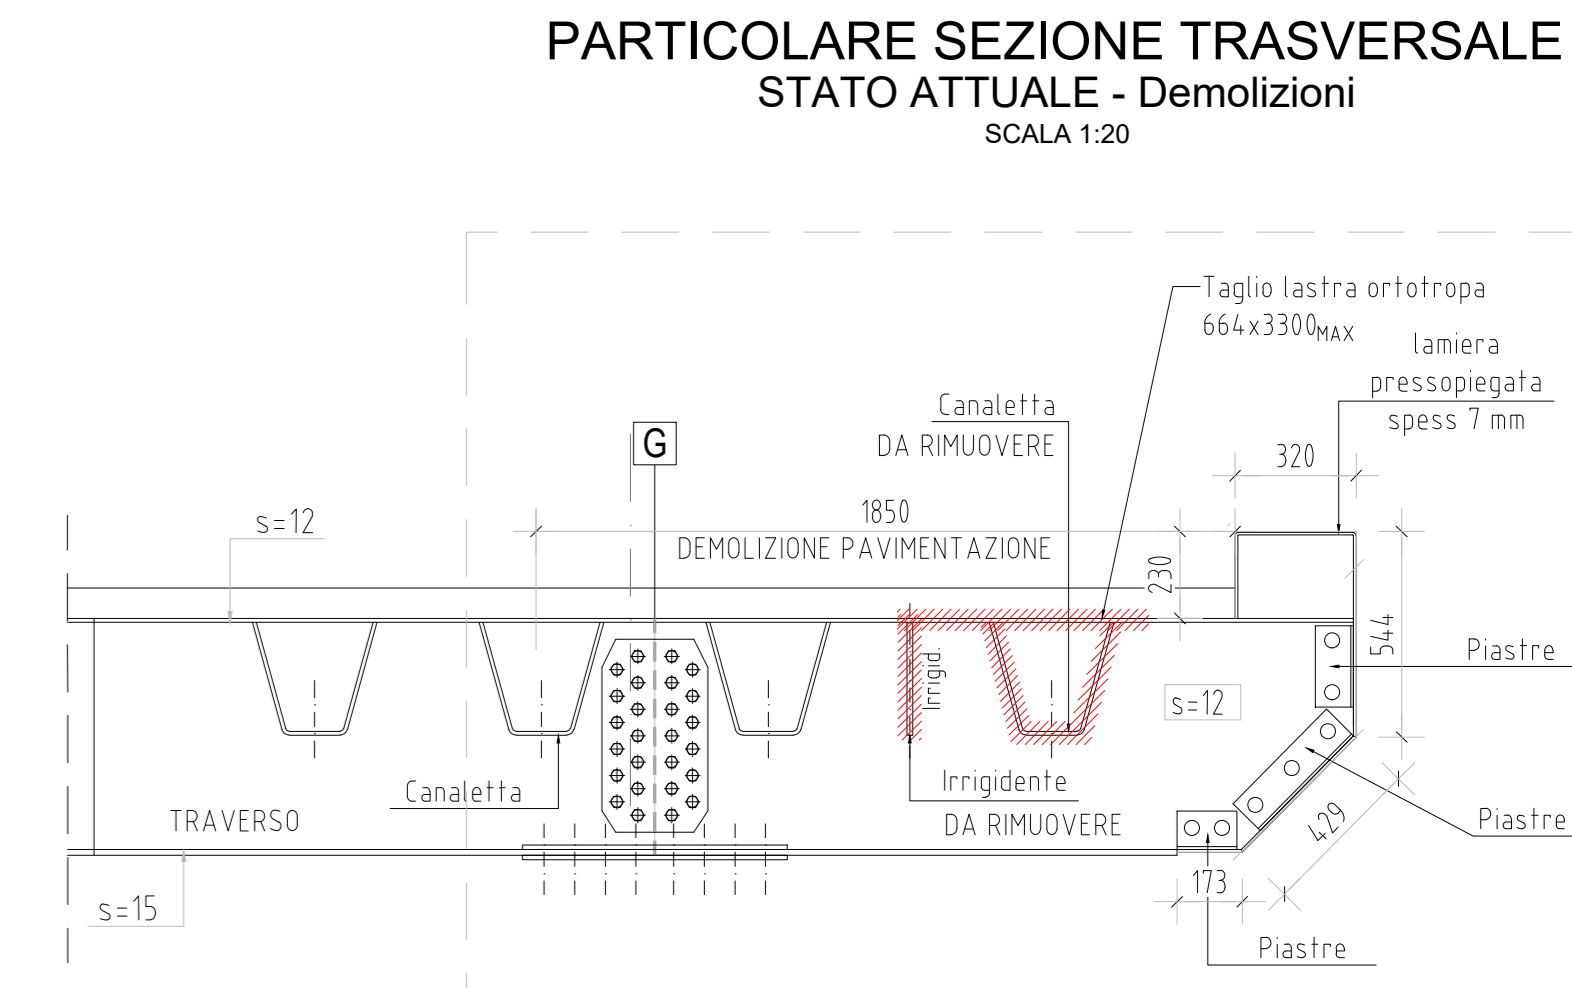 PARTICOLARE SEZIONE TRASVERSALE
STATO ATTUALE - Demolizioni
SCALA 1:20
Taglio lastra ortotropa
664x3300MAX
lamiera
pressopiegata
spess 7 mm
Canaletta
DA RIMUOVERE
G
320
s=12
1850
DEMOLIZIONE PAVIMENTAZIONE
230
544
Irrigid.
Piastre
s=12
Canaletta
Irrigidente
DA RIMUOVERE
TRAVERSO
429
Piastre
173
s=15
Piastre